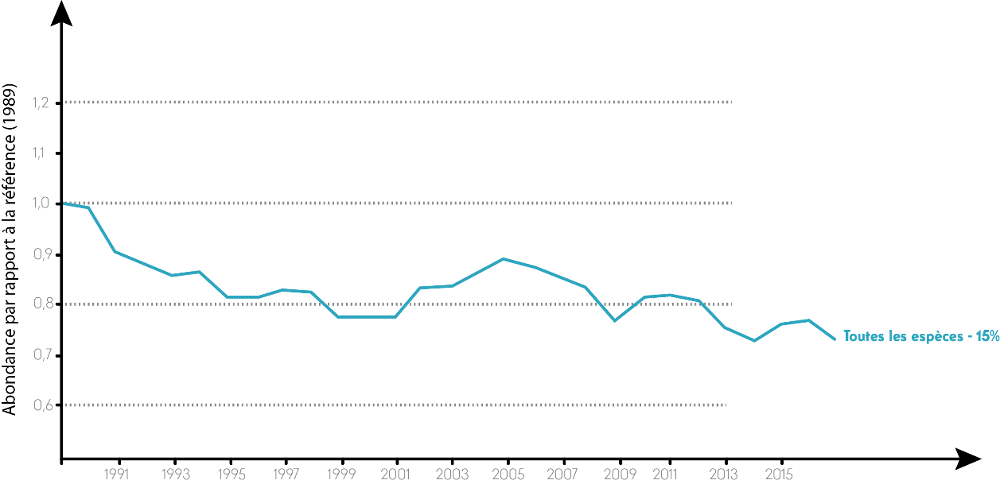 Abondance par rapport à la référence (1989)
1,2
1,1
1,0
0,9
0,8
0,7
0,6
Toutes les espèces - 15%
1991 1993 1995 1997 1999 2001 2003 2005 2007 2009 2011 2013 2015